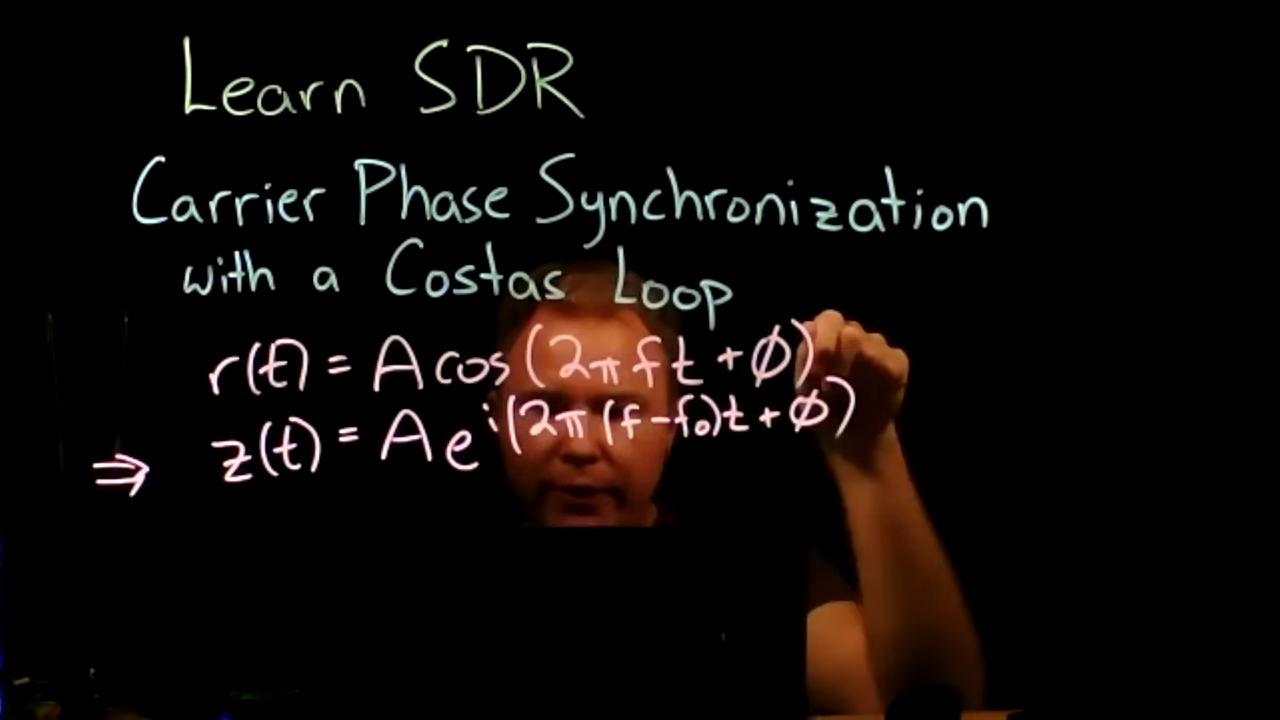 Learn SDR
Carrier Phase Synchronization
with a Costas Loop
r(t) = A cos(2πft + φ)
⇒ z(t) = A e^i(2π(f-f₀)t + φ)